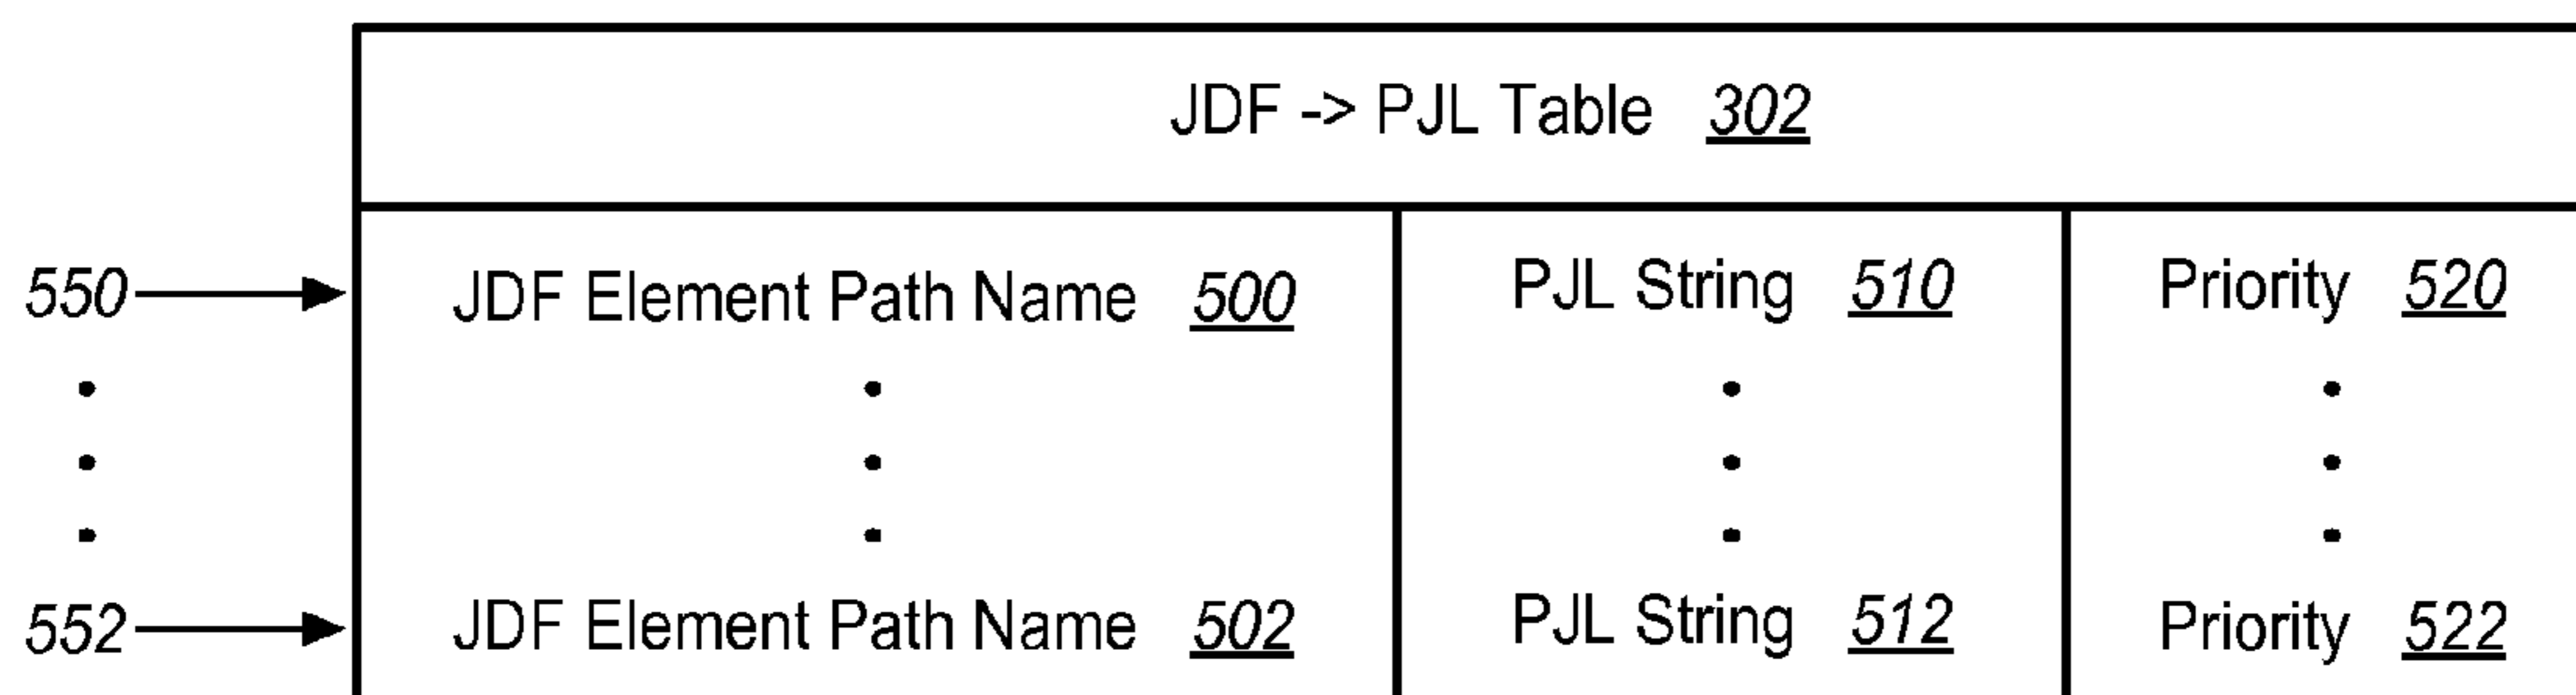 JDF -> PJL Table 302
550 JDF Element Path Name 500 PJL String 510 Priority 520
552 JDF Element Path Name 502 PJL String 512 Priority 522